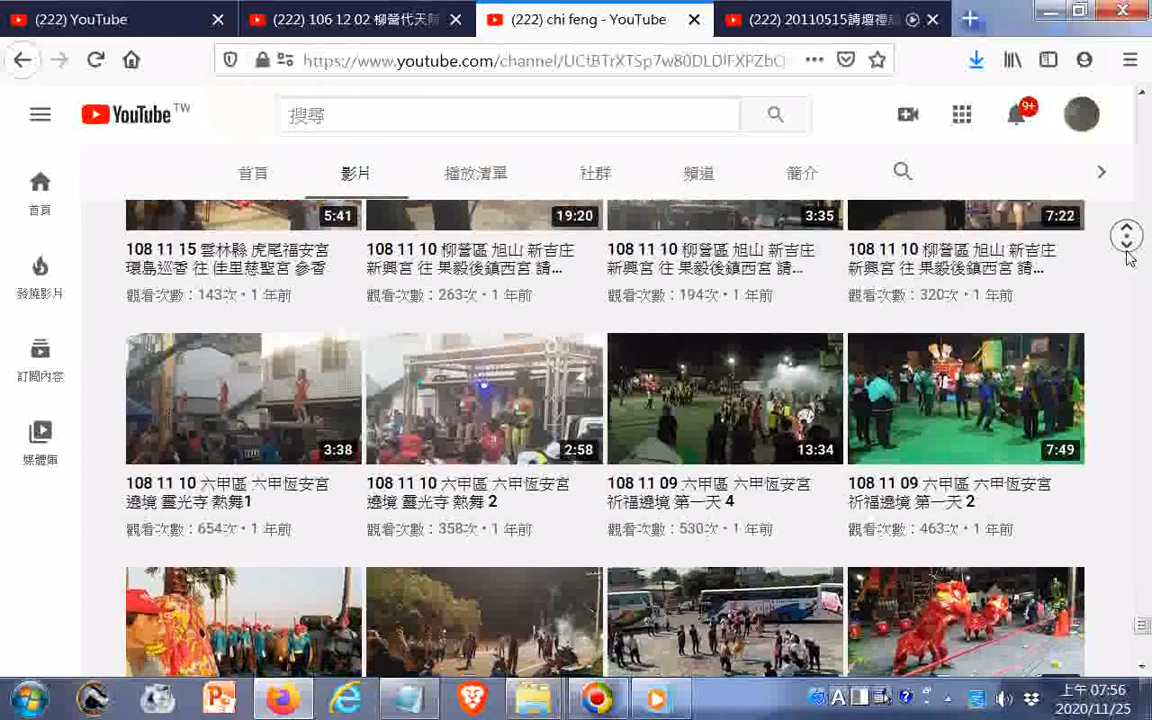 (222) YouTube
(222) 106 12 02 柳營代天
(222) chi feng - YouTube
(222) 20110515請壇禮
https://www.youtube.com/channel/UCtBTrXTSp7w80DLDIFXPZbQ
YouTube TW
搜尋
9+
首頁 影片 播放清單 社群 頻道 簡介
首頁
發燒影片
訂閱內容
媒體庫
5:41
19:20
3:35
7:22
108 11 15 雲林縣 虎尾福安宮
環島巡香 往 佳里慈聖宮 參香
觀看次數：143次・1 年前
108 11 10 柳營區 旭山 新吉庄
新興宮 往 果毅後鎮西宮 請...
觀看次數：263次・1 年前
108 11 10 柳營區 旭山 新吉庄
新興宮 往 果毅後鎮西宮 請...
觀看次數：194次・1 年前
108 11 10 柳營區 旭山 新吉庄
新興宮 往 果毅後鎮西宮 請...
觀看次數：320次・1 年前
3:38
2:58
13:34
7:49
108 11 10 六甲區 六甲恆安宮
遶境 靈光寺 熱舞1
觀看次數：654次・1 年前
108 11 10 六甲區 六甲恆安宮
遶境 靈光寺 熱舞 2
觀看次數：358次・1 年前
108 11 09 六甲區 六甲恆安宮
祈福遶境 第一天 4
觀看次數：530次・1 年前
108 11 09 六甲區 六甲恆安宮
祈福遶境 第一天 2
觀看次數：463次・1 年前
上午 07:56
2020/11/25